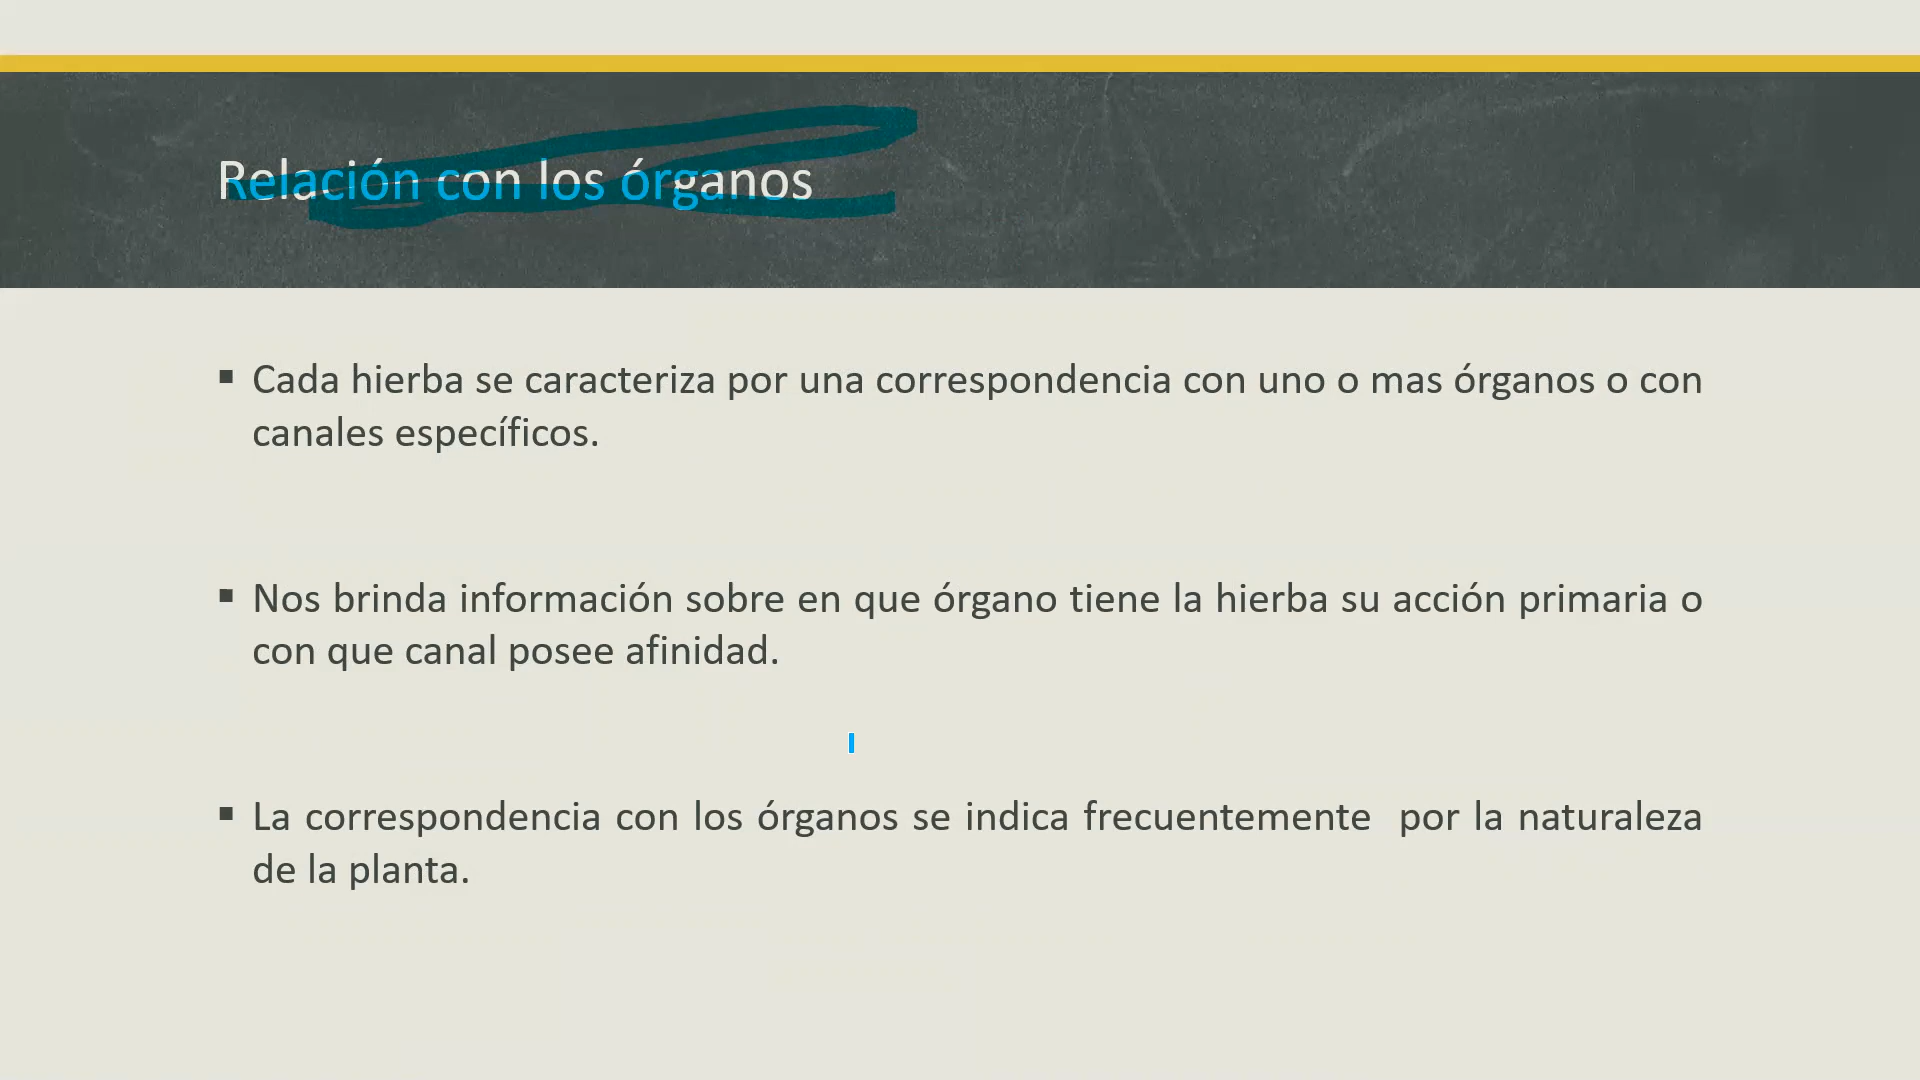 Relación con los órganos
▪ Cada hierba se caracteriza por una correspondencia con uno o mas órganos o con
canales específicos.
▪ Nos brinda información sobre en que órgano tiene la hierba su acción primaria o
con que canal posee afinidad.
▪ La correspondencia con los órganos se indica frecuentemente  por la naturaleza
de la planta.